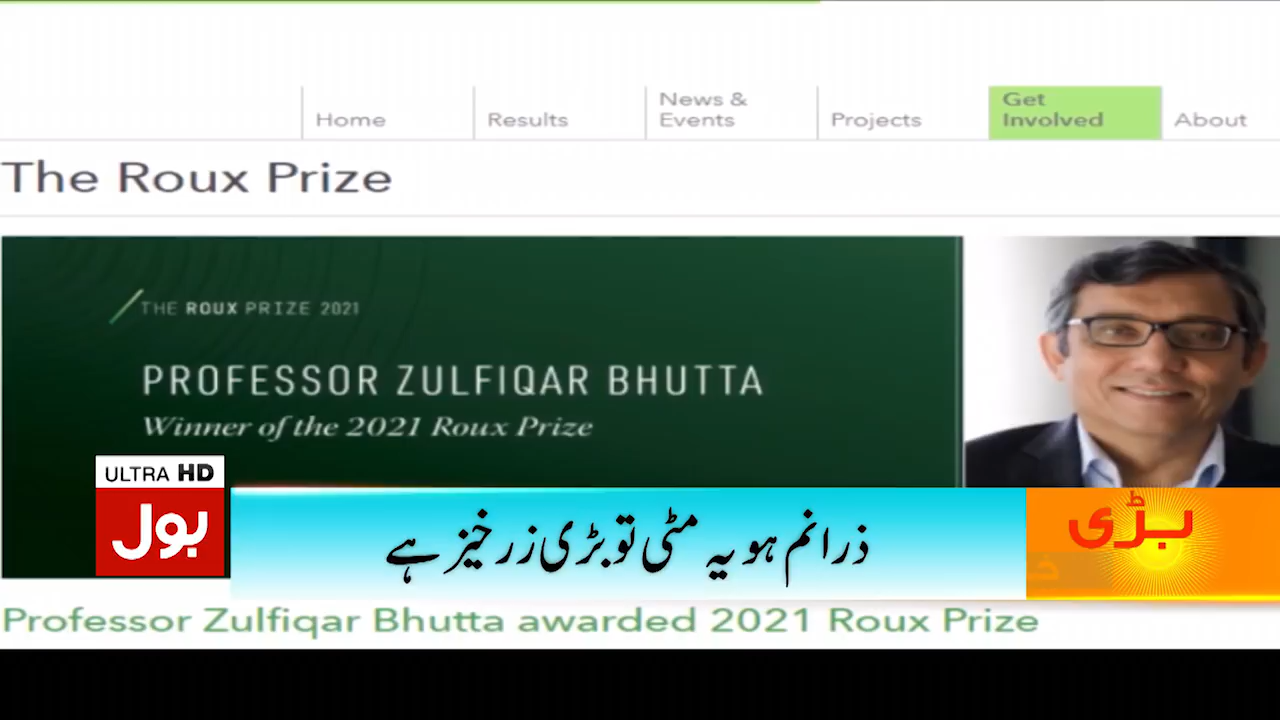 Home
Results
News &
Events
Projects
Get
Involved
About
The Roux Prize
THE ROUX PRIZE 2021
PROFESSOR ZULFIQAR BHUTTA
Winner of the 2021 Roux Prize
ULTRA HD
بول
ذرا نم ہو یہ مٹی تو بڑی زرخیز ہے
بڑی
Professor Zulfiqar Bhutta awarded 2021 Roux Prize